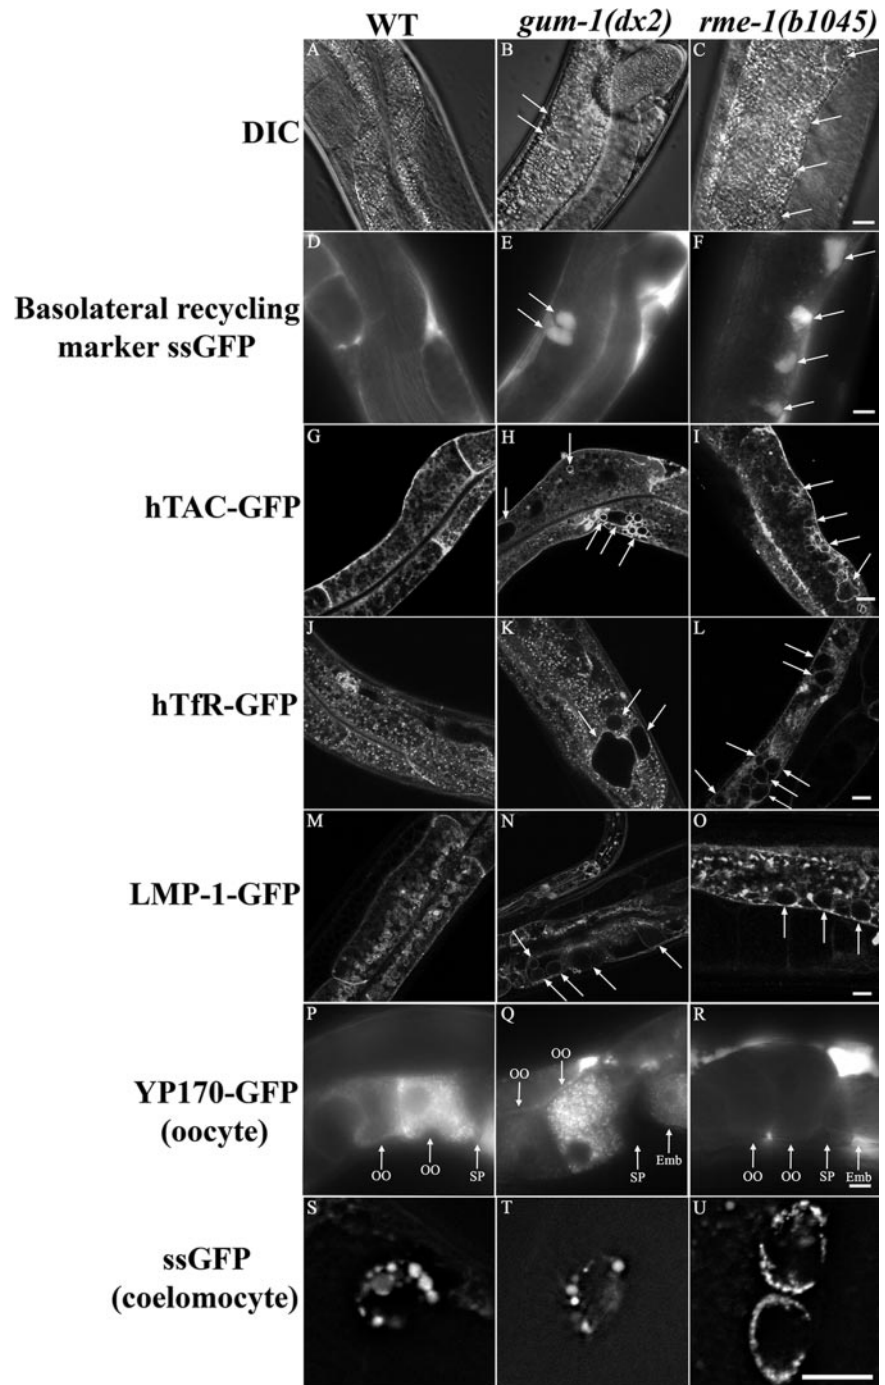 WT gum-1(dx2) rme-1(b1045)
A B C
DIC
D E F
Basolateral recycling
marker ssGFP
G H I
hTAC-GFP
J K L
hTfR-GFP
M N O
LMP-1-GFP
P Q R
OO OO
YP170-GFP
(oocyte)
OO OO SP SP Emb OO OO SP Emb
S T U
ssGFP
(coelomocyte)